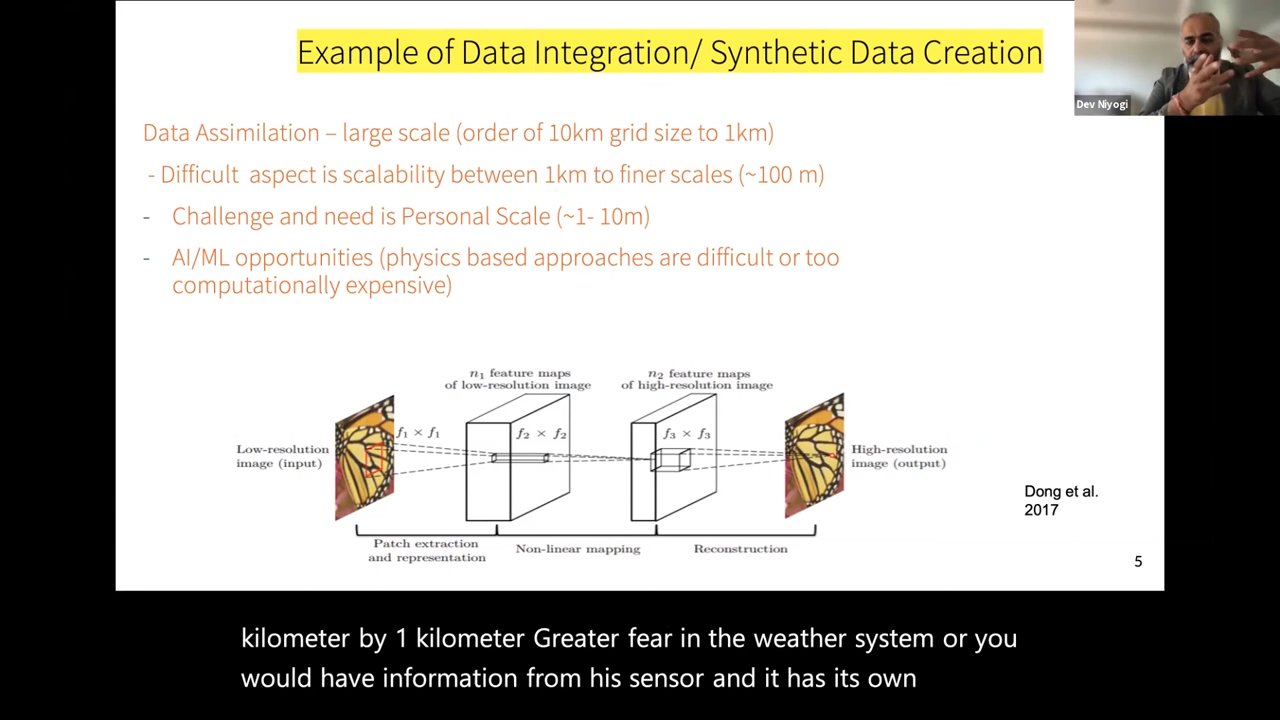 Example of Data Integration/ Synthetic Data Creation
Dev Niyogi
Data Assimilation – large scale (order of 10km grid size to 1km)
- Difficult aspect is scalability between 1km to finer scales (~100 m)
- Challenge and need is Personal Scale (~1- 10m)
- AI/ML opportunities (physics based approaches are difficult or too
computationally expensive)
n₁ feature maps
of low-resolution image
n₂ feature maps
of high-resolution image
f₁ × f₁
f₂ × f₂
f₃ × f₃
Low-resolution
image (input)
High-resolution
image (output)
Dong et al.
2017
Patch extraction
and representation
Non-linear mapping
Reconstruction
5
kilometer by 1 kilometer Greater fear in the weather system or you
would have information from his sensor and it has its own